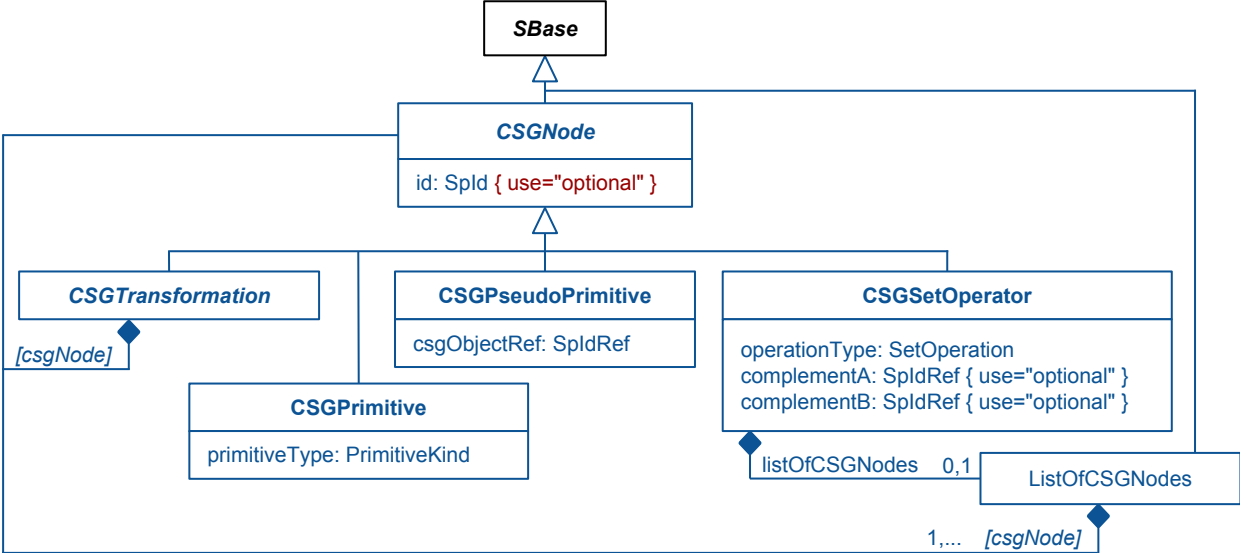 SBase
CSGNode
id: SpId { use="optional" }
CSGTransformation
[csgNode]
CSGPseudoPrimitive
csgObjectRef: SpIdRef
CSGSetOperator
operationType: SetOperation
complementA: SpIdRef { use="optional" }
complementB: SpIdRef { use="optional" }
CSGPrimitive
primitiveType: PrimitiveKind
listOfCSGNodes 0,1
ListOfCSGNodes
1,... [csgNode]